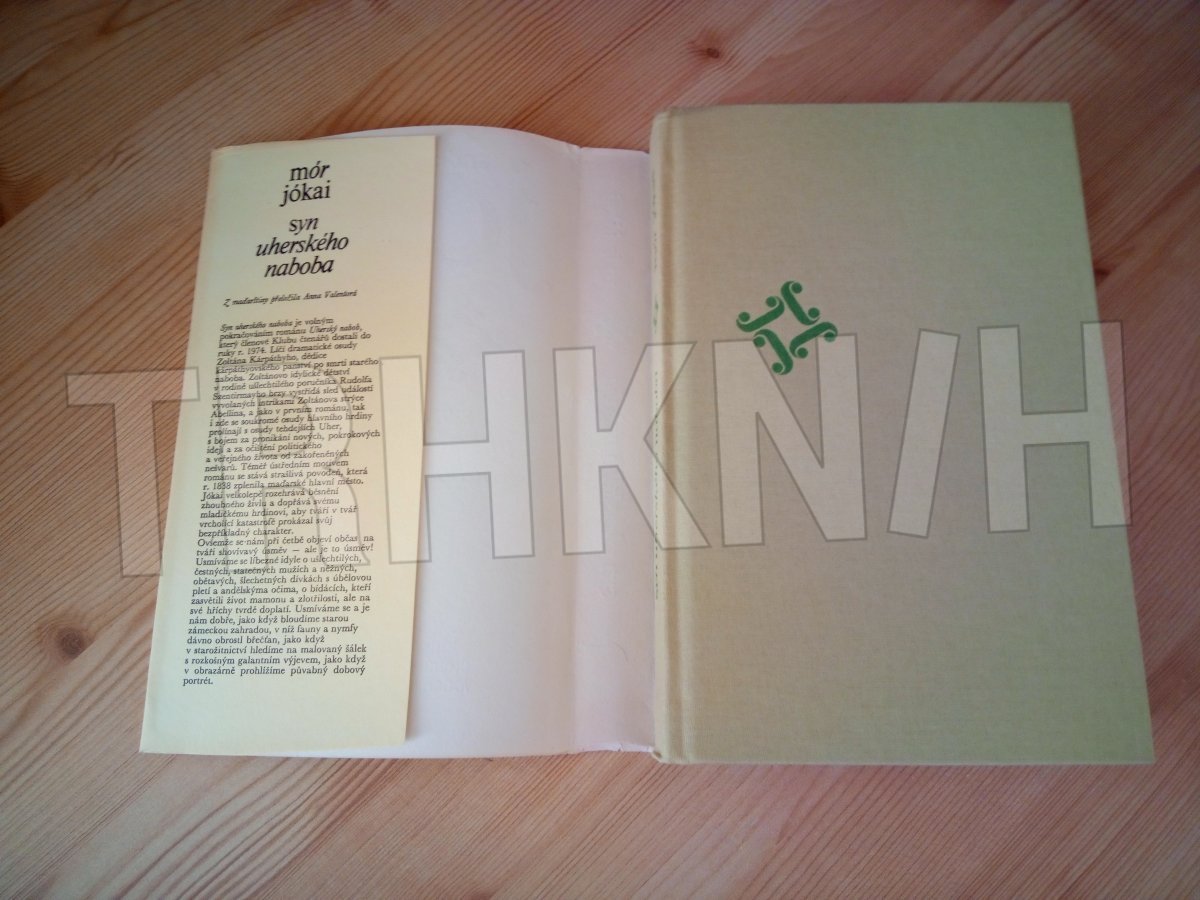 mór
jókai
syn
uherského
naboba
Z maďarštiny přeložila Anna Valentová
Syn uherského naboba je volným
pokračováním románu Uherský nabob,
který členové Klubu čtenářů dostali do
ruky r. 1974. Líčí dramatické osudy
Zoltána Kárpáthyho, dědice
kárpáthyovského panství po smrti starého
naboba. Zoltánovo idylické dětství
v rodině ušlechtilého poručníka Rudolfa
Szentirmayho brzy vystřídá sled událostí
vyvolaných intrikami Zoltánova strýce
Abellina, a jako v prvním románu, tak
i zde se soukromé osudy hlavního hrdiny
prolínají s osudy tehdejších Uher,
s bojem za pronikání nových, pokrokových
idejí a za očištění politického
a veřejného života od zakořeněných
nešvarů. Téměř ústředním motivem
románu se stává strašlivá povodeň, která
r. 1838 zplenila maďarské hlavní město.
Jókai velkolepě rozehrává běsnění
zhoubného živlu a dopřává svému
mladičkému hrdinovi, aby tváří v tvář
vrcholící katastrofě prokázal svůj
bezpříkladný charakter.
Ovšemže se nám při četbě objeví občas na
tváři shovívavý úsměv — ale je to úsměv!
Usmíváme se líbezné idyle o ušlechtilých,
čestných, statečných mužích a něžných,
obětavých, šlechetných dívkách s úbělovou
pletí a andělskýma očima, o bídácích, kteří
zasvětili život mamonu a zlotřilosti, ale na
své hříchy tvrdě doplatí. Usmíváme se a je
nám dobře, jako když bloudíme starou
zámeckou zahradou, v níž fauny a nymfy
dávno obrostl břečťan, jako když
v starožitnictví hledíme na malovaný šálek
s rozkošným galantním výjevem, jako když
v obrazárně prohlížíme půvabný dobový
portrét.
TRHKNIH